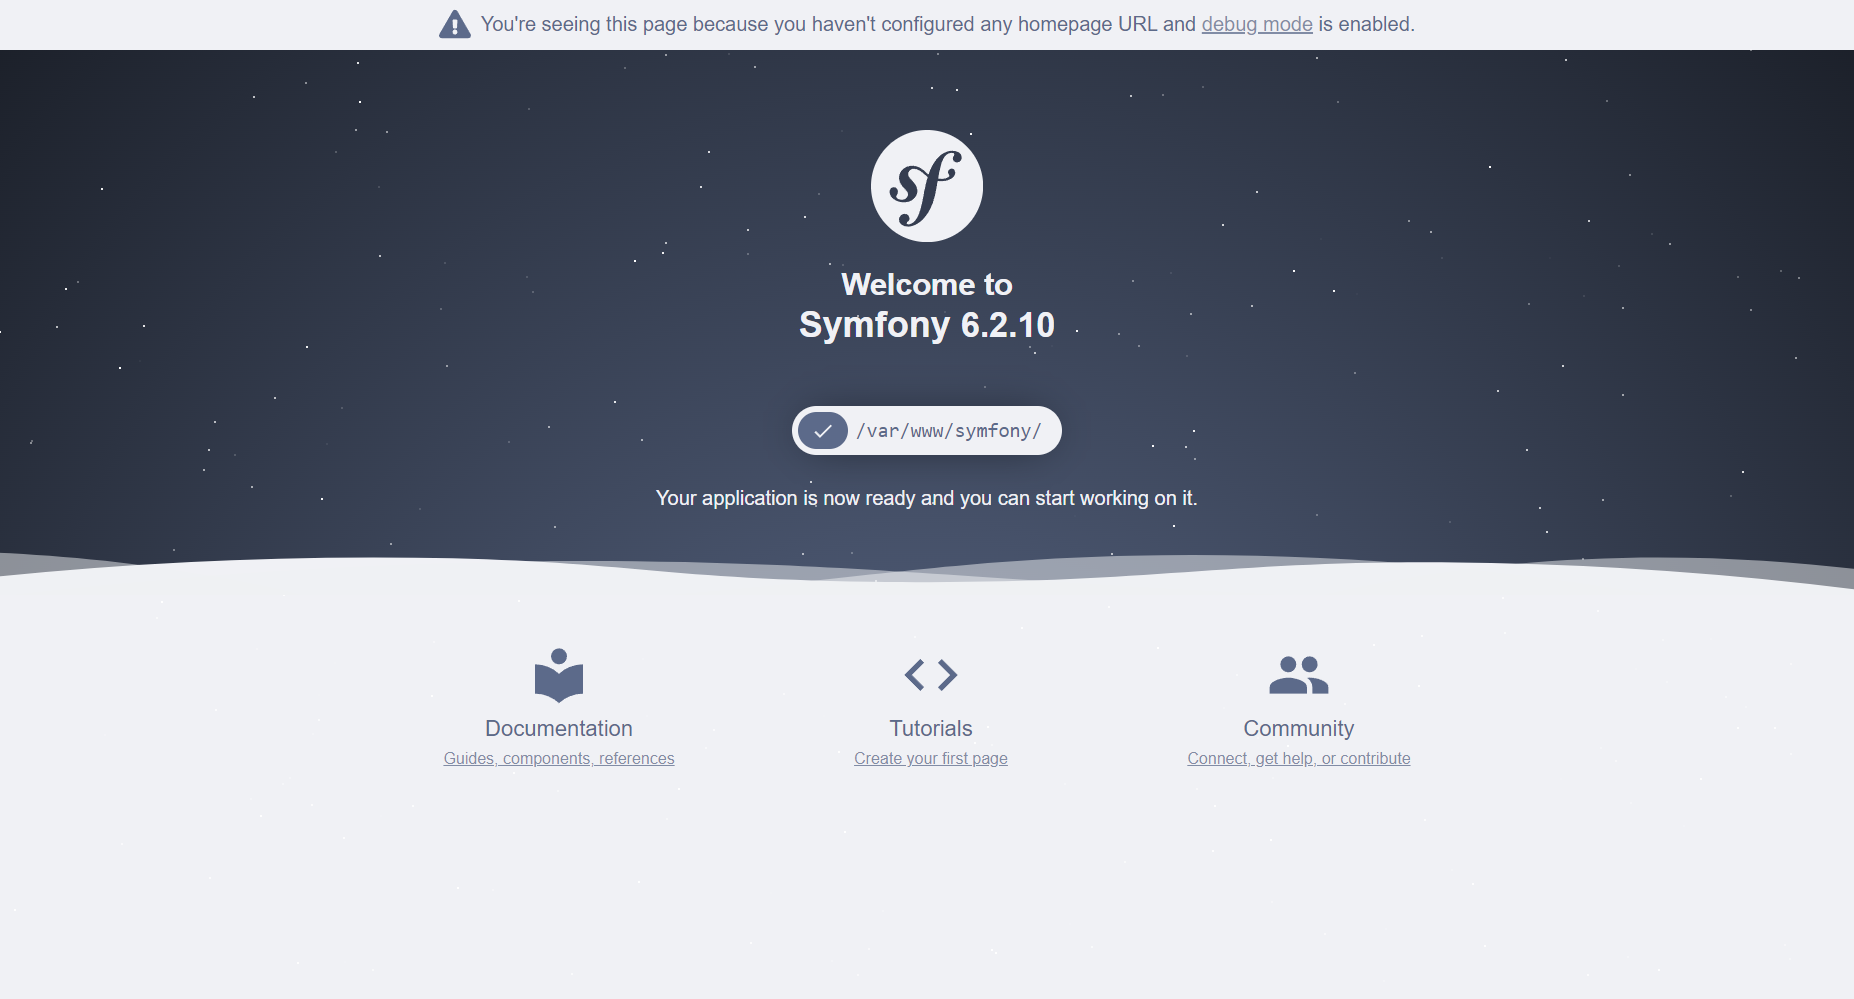 You're seeing this page because you haven't configured any homepage URL and debug mode is enabled.
sf
Welcome to
Symfony 6.2.10
/var/www/symfony/
Your application is now ready and you can start working on it.
Documentation
Guides, components, references
Tutorials
Create your first page
Community
Connect, get help, or contribute